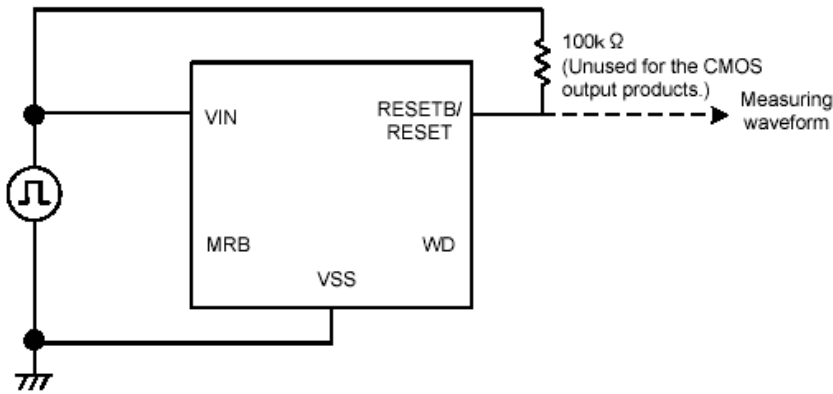 100k Ω
(Unused for the CMOS
output products.)
Measuring
waveform
VIN
RESETB/
RESET
MRB
WD
VSS